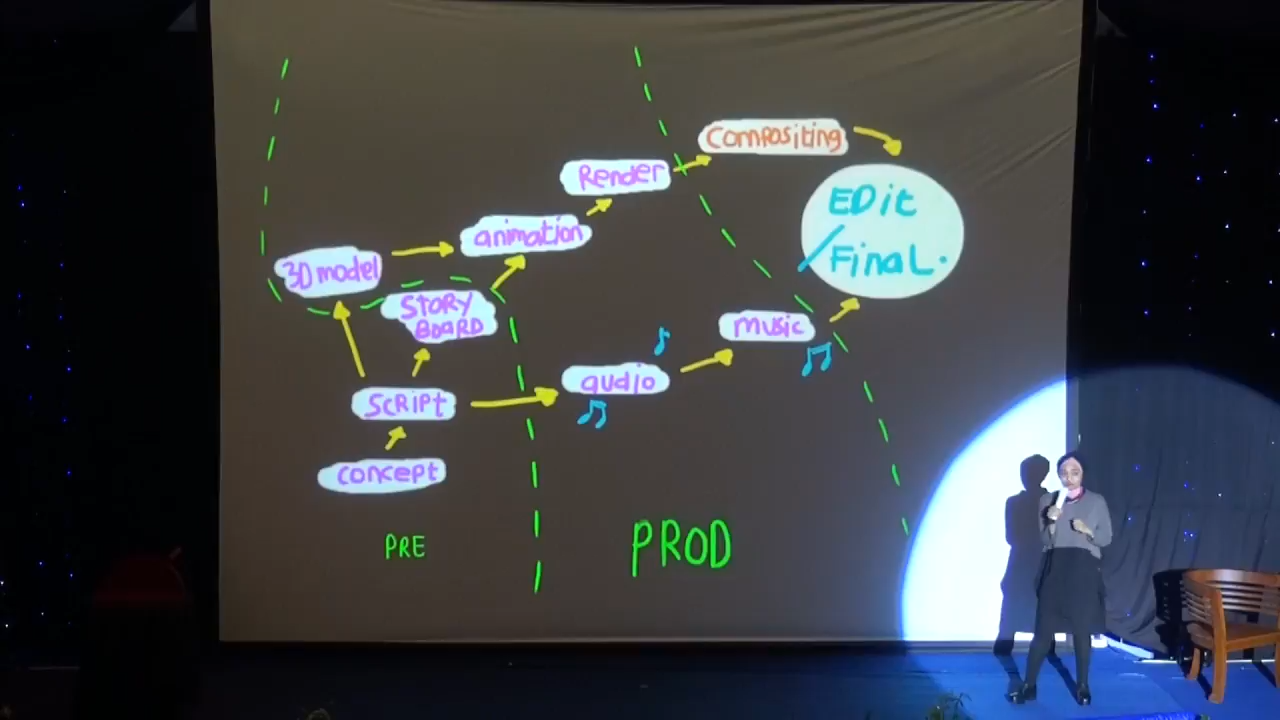 Compositing
Render
EDit
/Final.
animation
3D model
STORY
BOARD
music
audio
SCRIPt
concept
PRE
PROD